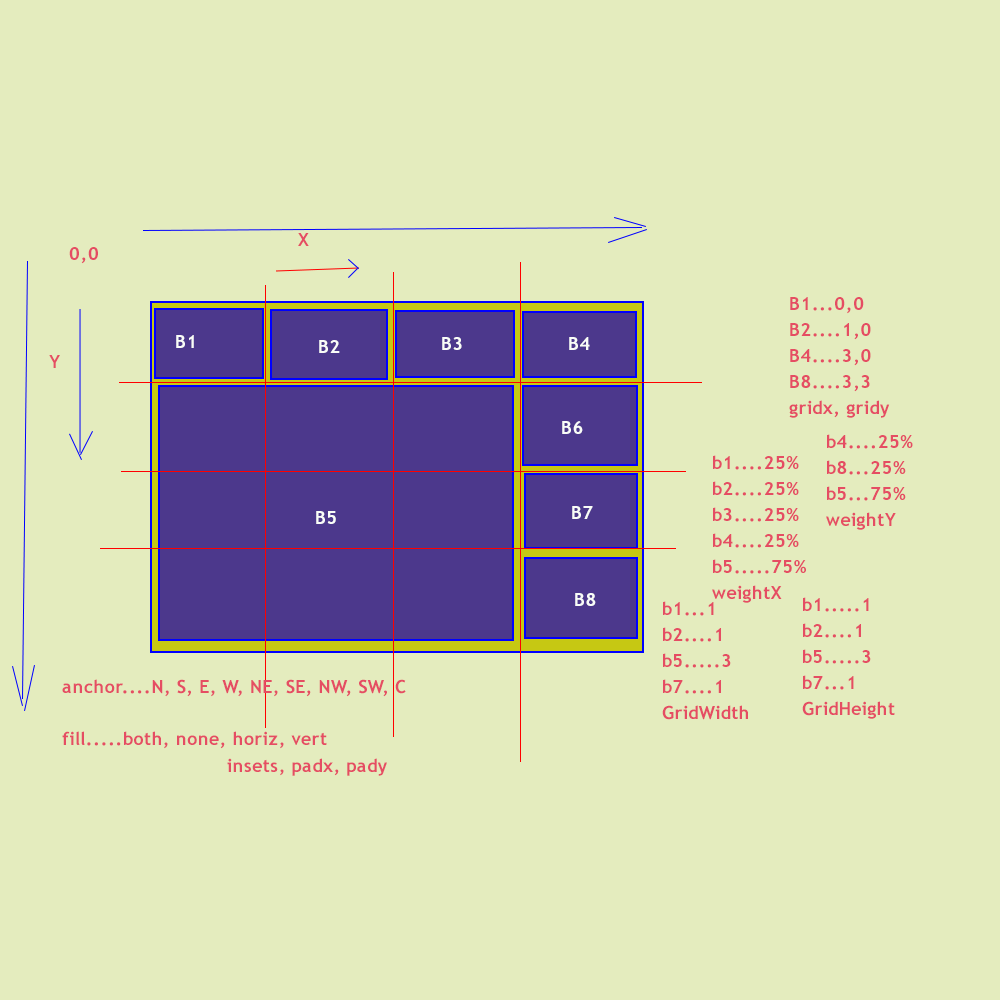 X
0,0
Y
B1
B2
B3
B4
B5
B6
B7
B8
B1...0,0
B2....1,0
B4....3,0
B8....3,3
gridx, gridy
b4....25%
b8...25%
b5...75%
weightY
b1....25%
b2....25%
b3....25%
b4....25%
b5.....75%
weightX
b1...1
b2....1
b5.....3
b7....1
GridWidth
b1.....1
b2....1
b5.....3
b7...1
GridHeight
anchor....N, S, E, W, NE, SE, NW, SW, C
fill.....both, none, horiz, vert
insets, padx, pady